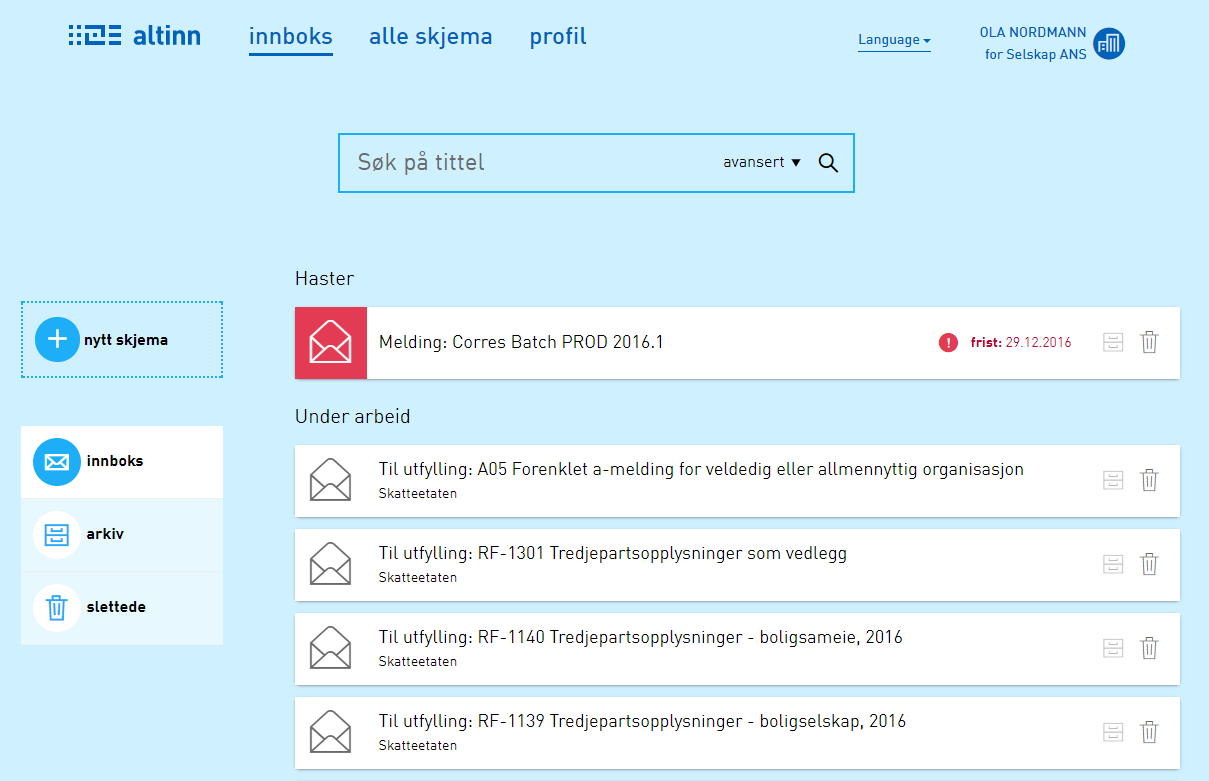 altinn
innboks
alle skjema
profil
Language
OLA NORDMANN
for Selskap ANS
Søk på tittel
avansert
nytt skjema
innboks
arkiv
slettede
Haster
Melding: Corres Batch PROD 2016.1
! frist: 29.12.2016
Under arbeid
Til utfylling: A05 Forenklet a-melding for veldedig eller allmennyttig organisasjon
Skatteetaten
Til utfylling: RF-1301 Tredjepartsopplysninger som vedlegg
Skatteetaten
Til utfylling: RF-1140 Tredjepartsopplysninger - boligsameie, 2016
Skatteetaten
Til utfylling: RF-1139 Tredjepartsopplysninger - boligselskap, 2016
Skatteetaten